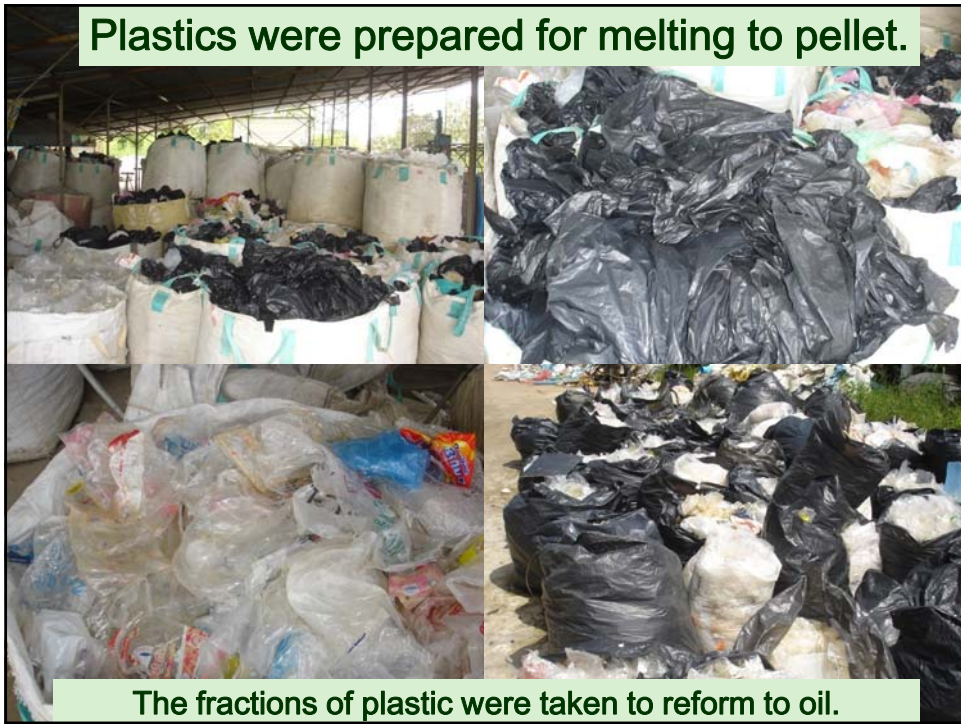 Plastics were prepared for melting to pellet.
The fractions of plastic were taken to reform to oil.